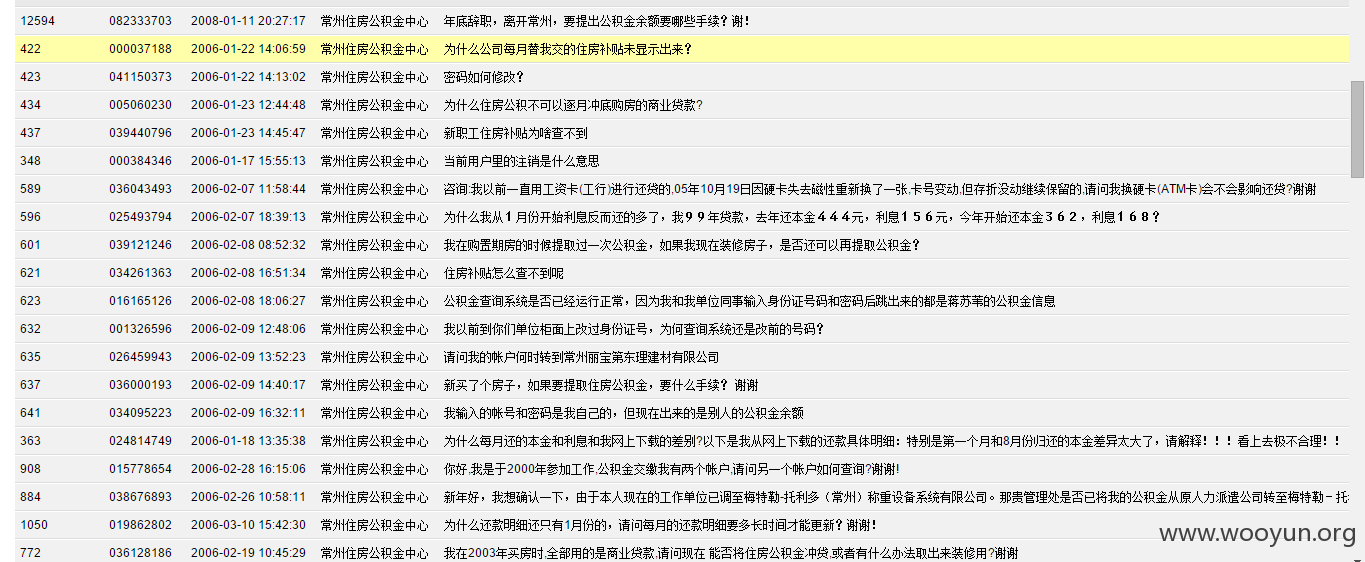 12594 082333703 2008-01-11 20:27:17 常州住房公积金中心 年底辞职，离开常州，要提出公积金余额要哪些手续？谢！
422 000037188 2006-01-22 14:06:59 常州住房公积金中心 为什么公司每月替我交的住房补贴未显示出来？
423 041150373 2006-01-22 14:13:02 常州住房公积金中心 密码如何修改？
434 005060230 2006-01-23 12:44:48 常州住房公积金中心 为什么住房公积不可以逐月冲底购房的商业贷款?
437 039440796 2006-01-23 14:45:47 常州住房公积金中心 新职工住房补贴为啥查不到
348 000384346 2006-01-17 15:55:13 常州住房公积金中心 当前用户里的注销是什么意思
589 036043493 2006-02-07 11:58:44 常州住房公积金中心 咨询:我以前一直用工资卡(工行)进行还贷的,05年10月19日因硬卡失去磁性重新换了一张,卡号变动,但存折没动继续保留的,请问我换硬卡(ATM卡)会不会影响还贷?谢谢
596 025493794 2006-02-07 18:39:13 常州住房公积金中心 为什么我从１月份开始利息反而还的多了，我９９年贷款，去年还本金４４４元，利息１５６元，今年开始还本金３６２，利息１６８？
601 039121246 2006-02-08 08:52:32 常州住房公积金中心 我在购置期房的时候提取过一次公积金，如果我现在装修房子，是否还可以再提取公积金？
621 034261363 2006-02-08 16:51:34 常州住房公积金中心 住房补贴怎么查不到呢
623 016165126 2006-02-08 18:06:27 常州住房公积金中心 公积金查询系统是否已经运行正常，因为我和我单位同事输入身份证号码和密码后跳出来的都是蒋苏苇的公积金信息
632 001326596 2006-02-09 12:48:06 常州住房公积金中心 我以前到你们单位柜面上改过身份证号，为何查询系统还是改前的号码？
635 026459943 2006-02-09 13:52:23 常州住房公积金中心 请问我的帐户何时转到常州丽宝第东理建材有限公司
637 036000193 2006-02-09 14:40:17 常州住房公积金中心 新买了个房子，如果要提取住房公积金，要什么手续？ 谢谢
641 034095223 2006-02-09 16:32:11 常州住房公积金中心 我输入的帐号和密码是我自己的，但现在出来的是别人的公积金余额
363 024814749 2006-01-18 13:35:38 常州住房公积金中心 为什么每月还的本金和利息和我网上下载的差别?以下是我从网上下载的还款具体明细：特别是第一个月和8月份归还的本金差异太大了，请解释！！！看上去极不合理！！
908 015778654 2006-02-28 16:15:06 常州住房公积金中心 你好,我是于2000年参加工作,公积金交缴我有两个帐户,请问另一个帐户如何查询?谢谢!
884 038676893 2006-02-26 10:58:11 常州住房公积金中心 新年好，我想确认一下，由于本人现在的工作单位已调至梅特勒-托利多（常州）称重设备系统有限公司。那贵管理处是否已将我的公积金从原人力派遣公司转至梅特勒－托
1050 019862802 2006-03-10 15:42:30 常州住房公积金中心 为什么还款明细还只有1月份的，请问每月的还款明细要多长时间才能更新？谢谢！
772 036128186 2006-02-19 10:45:29 常州住房公积金中心 我在2003年买房时,全部用的是商业贷款,请问现在 能否将住房公积金冲贷,或者有什么办法取出来装修用?谢谢
www.wooyun.org